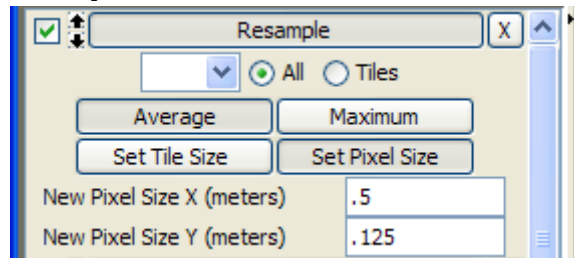 Resample X
All Tiles
Average Maximum
Set Tile Size Set Pixel Size
New Pixel Size X (meters) .5
New Pixel Size Y (meters) .125